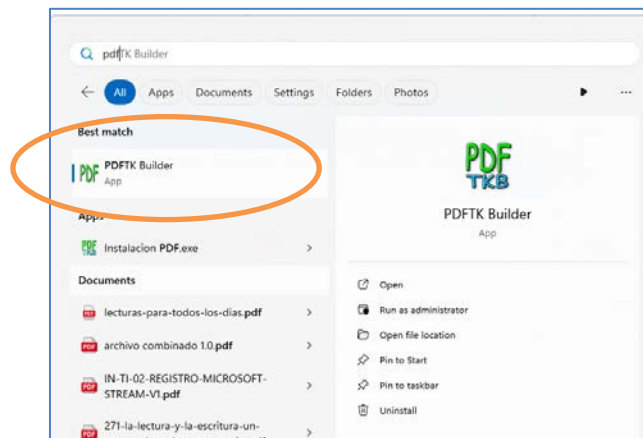 pdfTK Builder
All Apps Documents Settings Folders Photos
Best match
PDF PDFTK Builder
App
Apps
Instalacion PDF.exe
Documents
lecturas-para-todos-los-dias.pdf
archivo combinado 1.0.pdf
IN-TI-02-REGISTRO-MICROSOFT-
STREAM-V1.pdf
271-la-lectura-y-la-escritura-un-
PDF
TKB
PDFTK Builder
App
Open
Run as administrator
Open file location
Pin to Start
Pin to taskbar
Uninstall